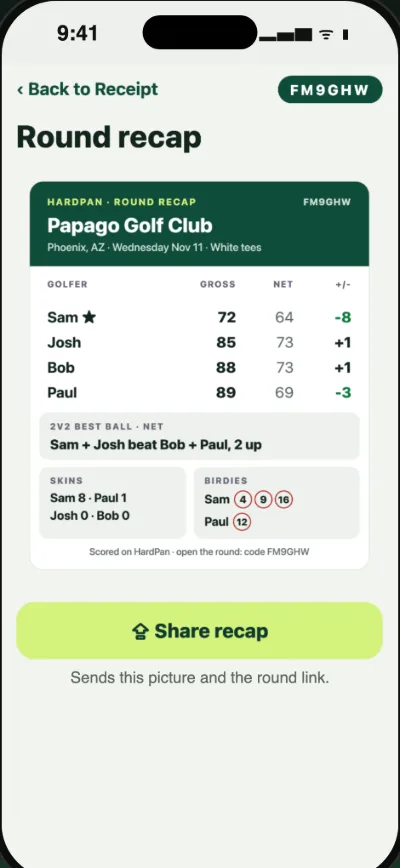 9:41
‹ Back to Receipt FM9GHW
Round recap
HARDPAN · ROUND RECAP FM9GHW
Papago Golf Club
Phoenix, AZ · Wednesday Nov 11 · White tees
GOLFER GROSS NET +/-
Sam ★ 72 64 -8
Josh 85 73 +1
Bob 88 73 +1
Paul 89 69 -3
2V2 BEST BALL · NET
Sam + Josh beat Bob + Paul, 2 up
SKINS
Sam 8 · Paul 1
Josh 0 · Bob 0
BIRDIES
Sam 4 9 16
Paul 12
Scored on HardPan · open the round: code FM9GHW
Share recap
Sends this picture and the round link.